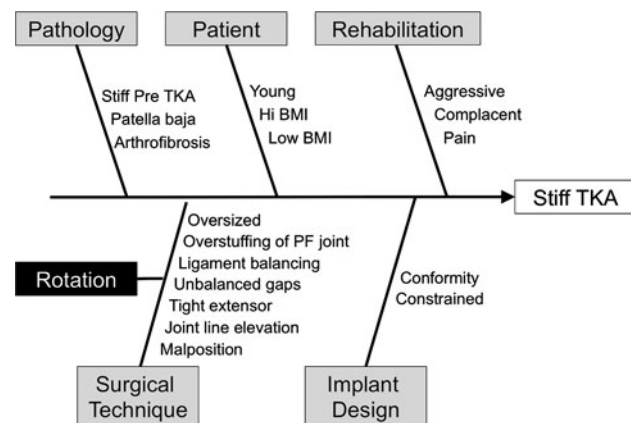 Pathology
Patient
Rehabilitation
Stiff Pre TKA
Patella baja
Arthrofibrosis
Young
Hi BMI
Low BMI
Aggressive
Complacent
Pain
Stiff TKA
Rotation
Oversized
Overstuffing of PF joint
Ligament balancing
Unbalanced gaps
Tight extensor
Joint line elevation
Malposition
Conformity
Constrained
Surgical
Technique
Implant
Design